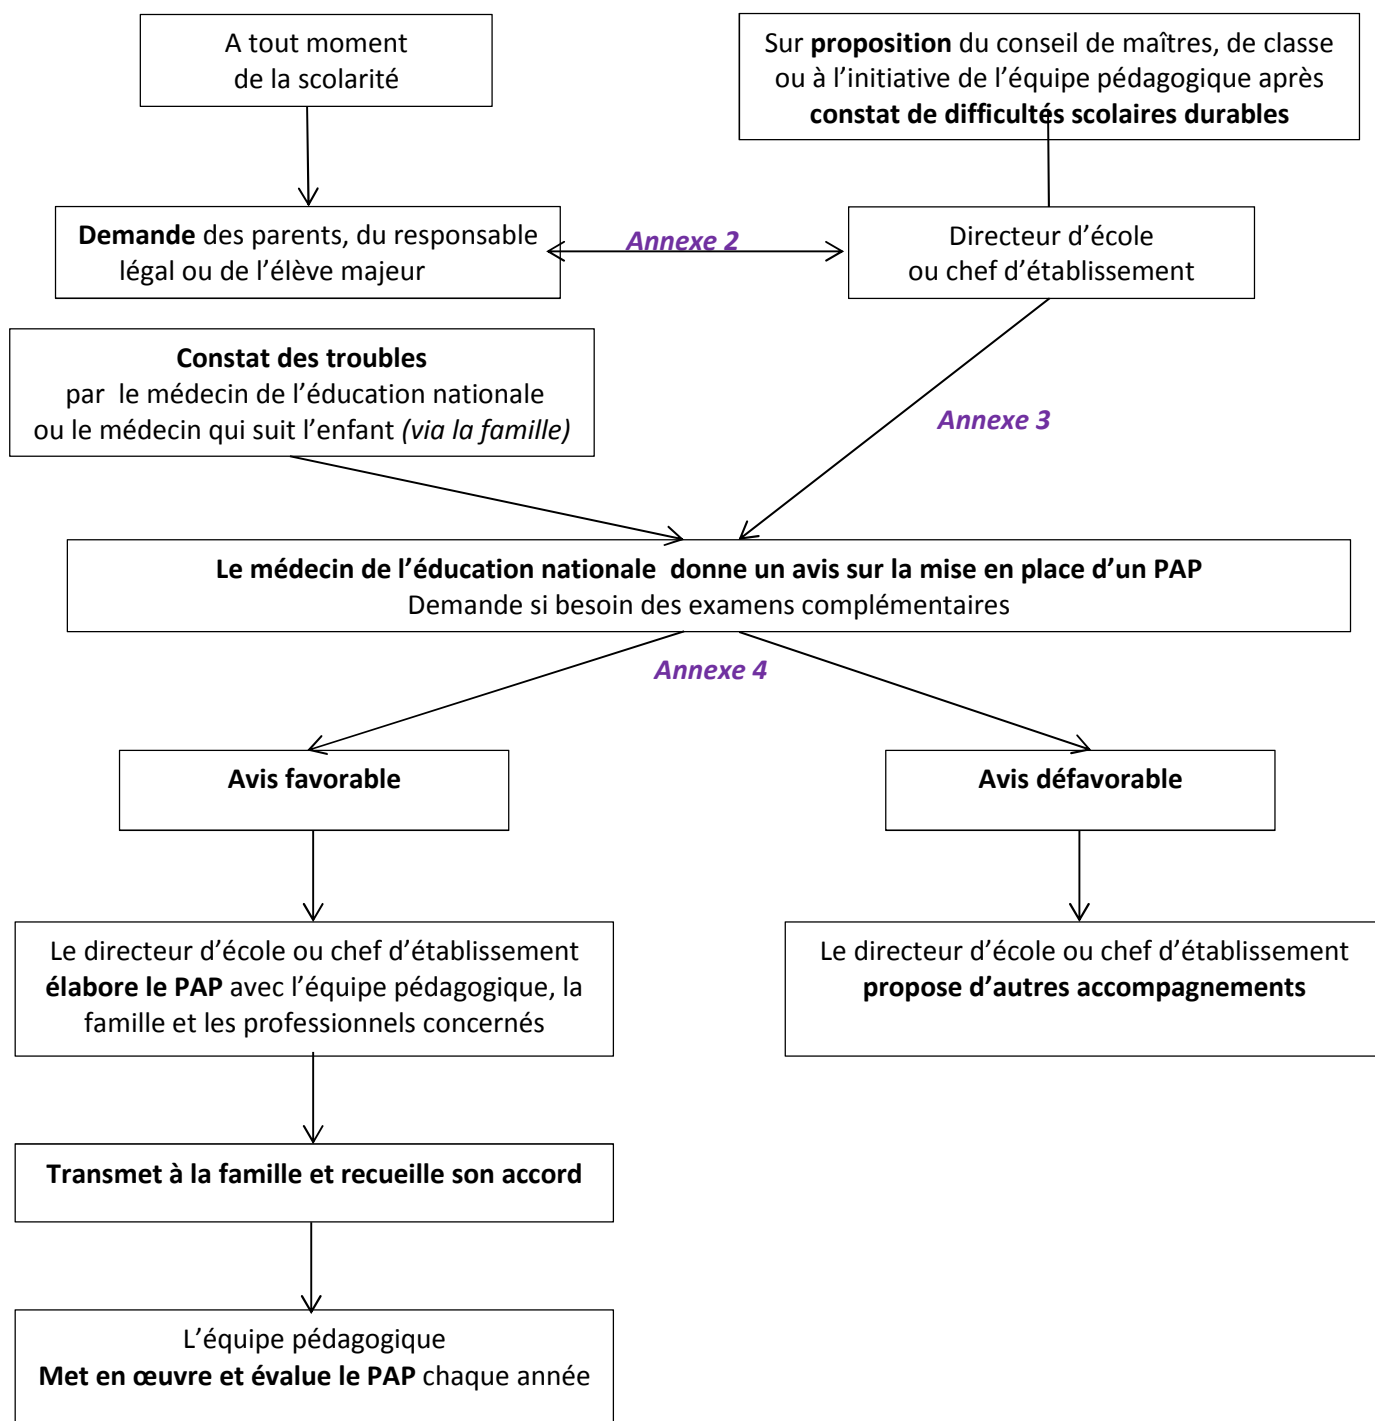 A tout moment
de la scolarité
Sur proposition du conseil de maîtres, de classe
ou à l’initiative de l’équipe pédagogique après
constat de difficultés scolaires durables
Demande des parents, du responsable
légal ou de l’élève majeur
Annexe 2
Directeur d’école
ou chef d’établissement
Constat des troubles
par le médecin de l’éducation nationale
ou le médecin qui suit l’enfant (via la famille)
Annexe 3
Le médecin de l’éducation nationale donne un avis sur la mise en place d’un PAP
Demande si besoin des examens complémentaires
Annexe 4
Avis favorable
Avis défavorable
Le directeur d’école ou chef d’établissement
élabore le PAP avec l’équipe pédagogique, la
famille et les professionnels concernés
Le directeur d’école ou chef d’établissement
propose d’autres accompagnements
Transmet à la famille et recueille son accord
L’équipe pédagogique
Met en œuvre et évalue le PAP chaque année